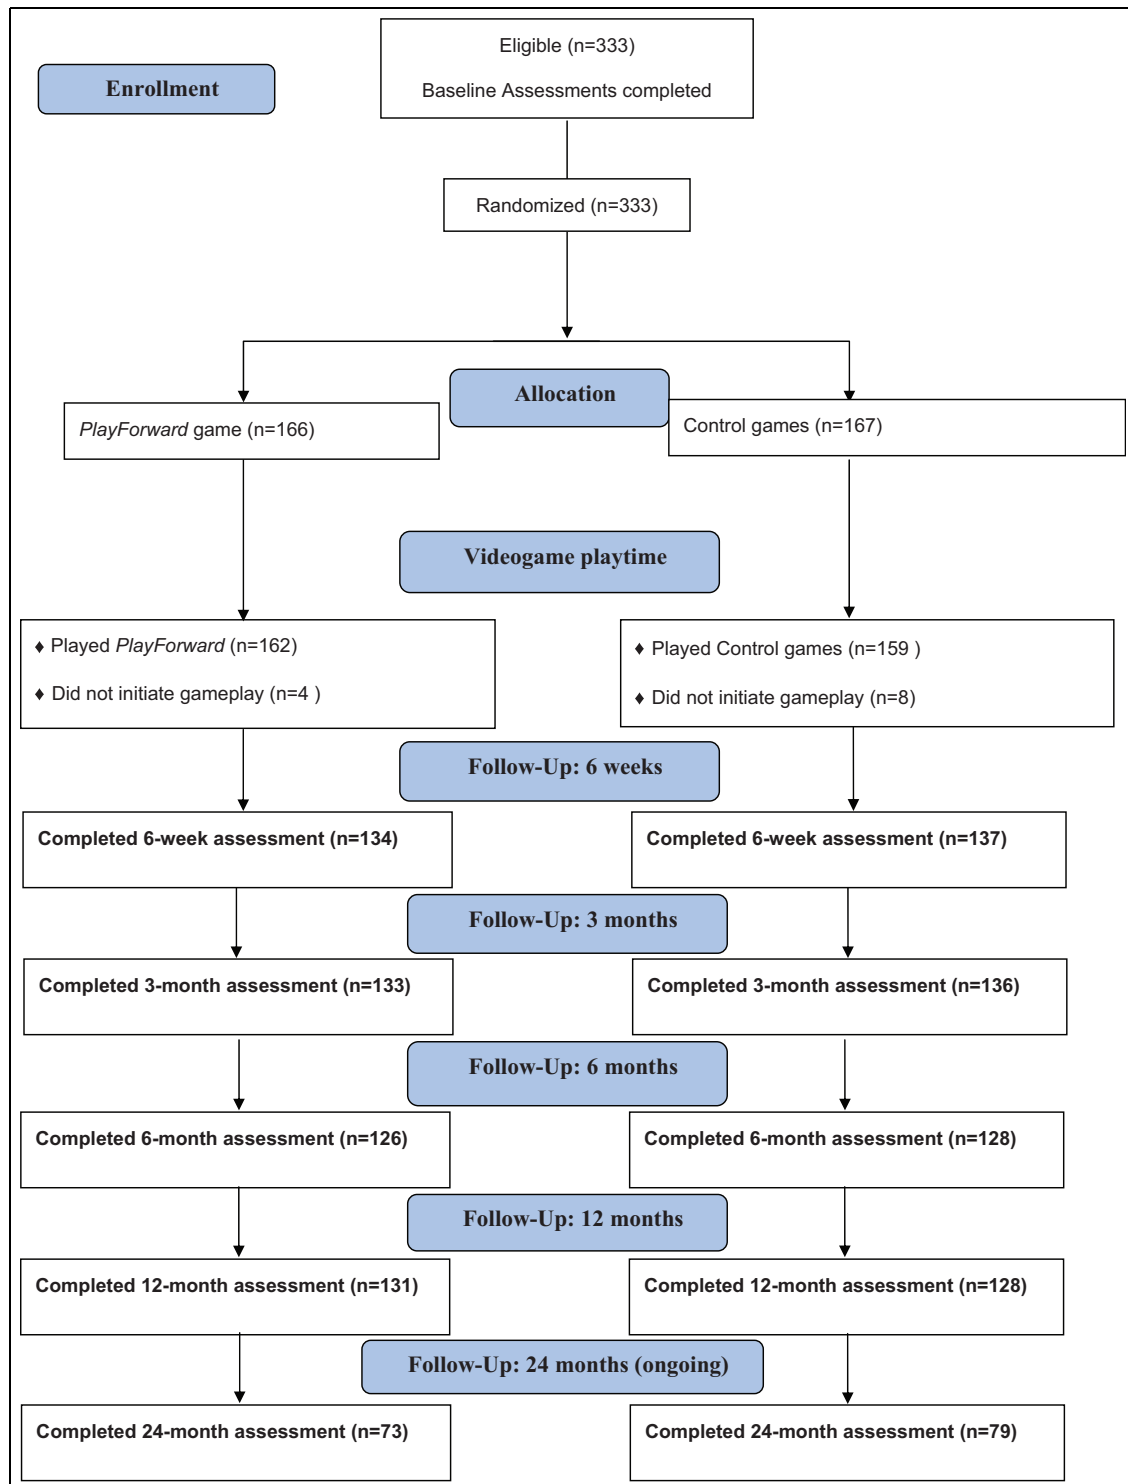 Eligible (n=333)
Baseline Assessments completed
Enrollment
Randomized (n=333)
Allocation
PlayForward game (n=166)
Control games (n=167)
Videogame playtime
♦ Played PlayForward (n=162)
♦ Did not initiate gameplay (n=4 )
♦ Played Control games (n=159 )
♦ Did not initiate gameplay (n=8)
Follow-Up: 6 weeks
Completed 6-week assessment (n=134)
Completed 6-week assessment (n=137)
Follow-Up: 3 months
Completed 3-month assessment (n=133)
Completed 3-month assessment (n=136)
Follow-Up: 6 months
Completed 6-month assessment (n=126)
Completed 6-month assessment (n=128)
Follow-Up: 12 months
Completed 12-month assessment (n=131)
Completed 12-month assessment (n=128)
Follow-Up: 24 months (ongoing)
Completed 24-month assessment (n=73)
Completed 24-month assessment (n=79)